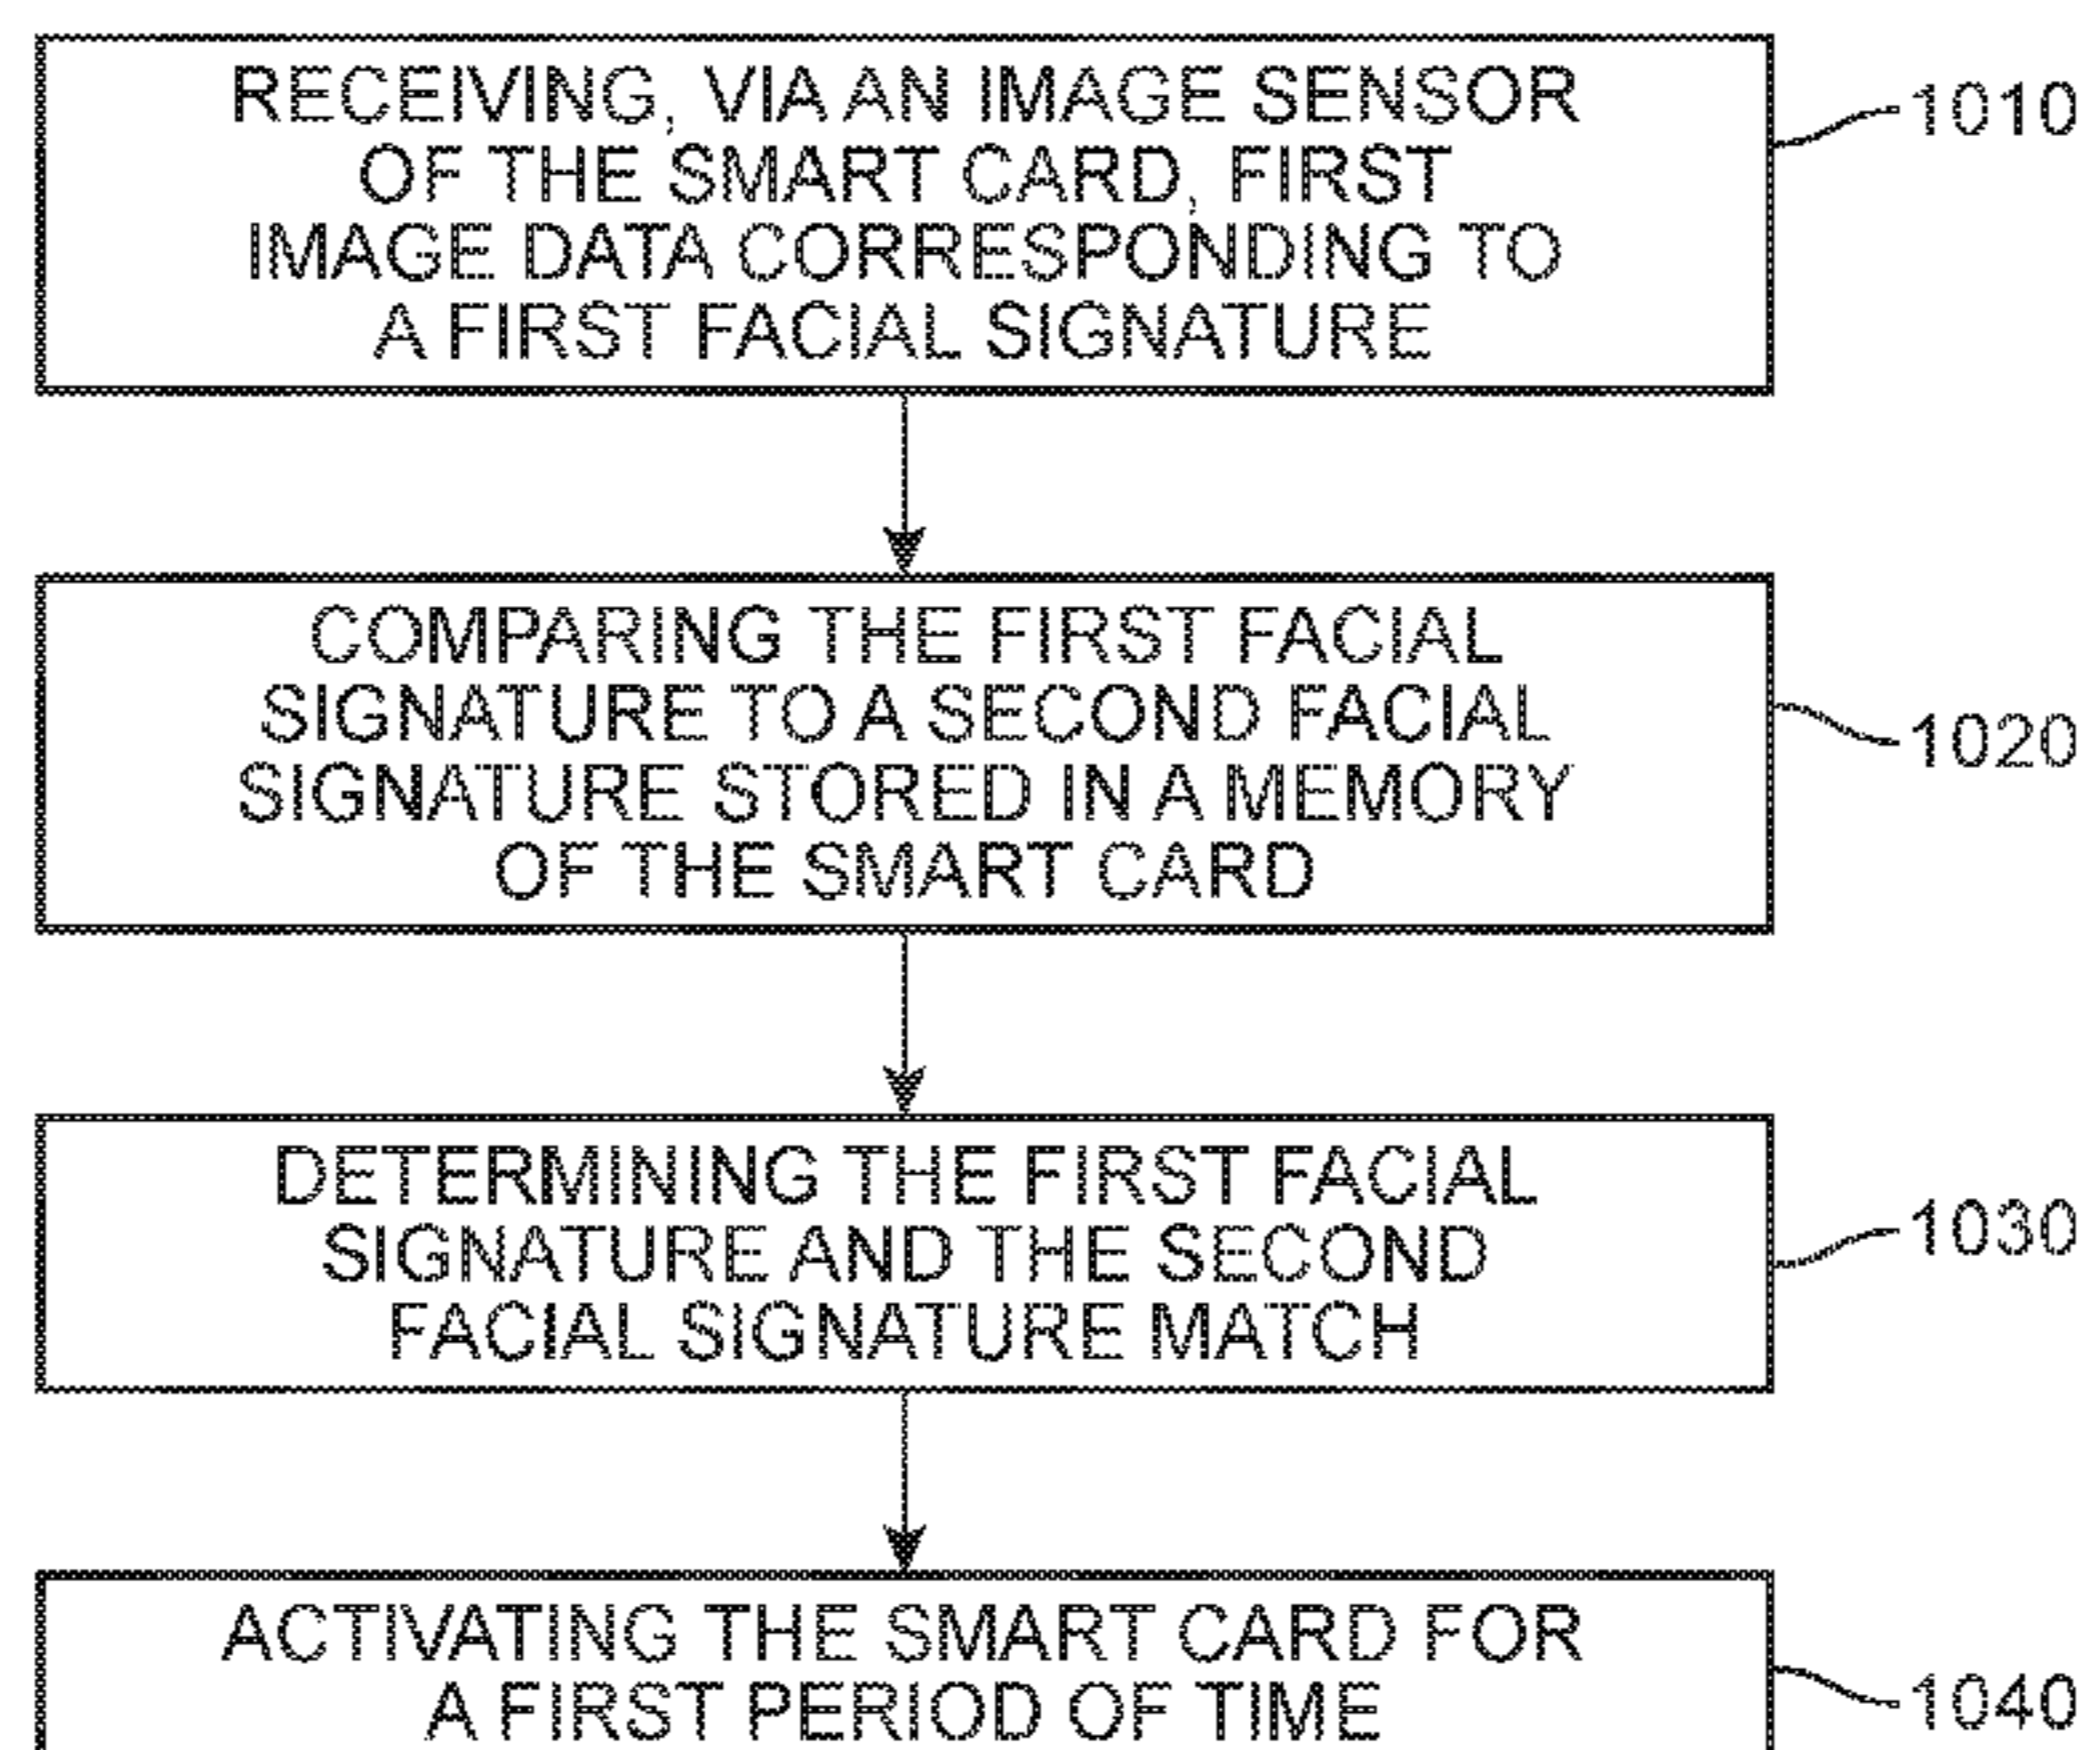 RECEIVING, VIA AN IMAGE SENSOR
OF THE SMART CARD, FIRST
IMAGE DATA CORRESPONDING TO
A FIRST FACIAL SIGNATURE
1010
COMPARING THE FIRST FACIAL
SIGNATURE TO A SECOND FACIAL
SIGNATURE STORED IN A MEMORY
OF THE SMART CARD
1020
DETERMINING THE FIRST FACIAL
SIGNATURE AND THE SECOND
FACIAL SIGNATURE MATCH
1030
ACTIVATING THE SMART CARD FOR
A FIRST PERIOD OF TIME
1040